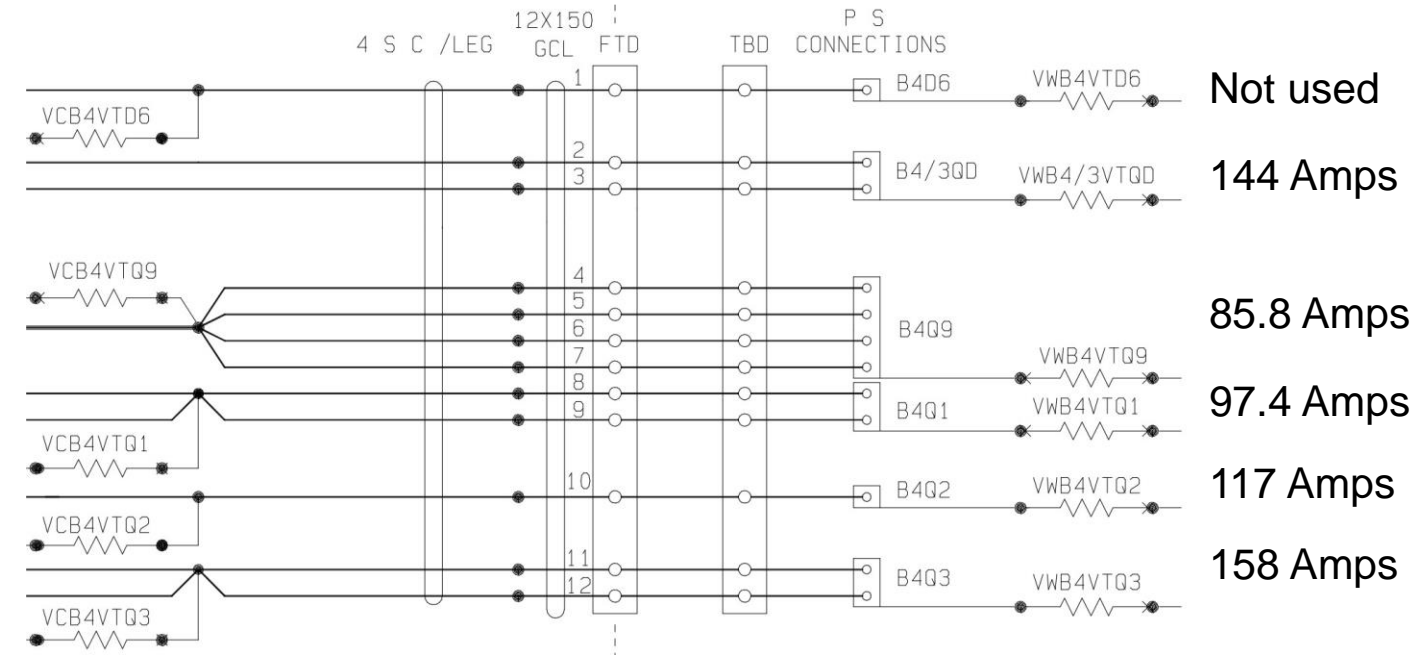 12X150
P S
4 S C /LEG
GCL
FTD
TBD
CONNECTIONS
1
B4D6
VWB4VTD6
Not used
VCB4VTD6
2
3
B4/3QD
VWB4/3VTQD
144 Amps
VCB4VTQ9
4
5
6
7
B4Q9
85.8 Amps
VWB4VTQ9
8
9
B4Q1
VWB4VTQ1
97.4 Amps
VCB4VTQ1
10
B4Q2
VWB4VTQ2
117 Amps
VCB4VTQ2
11
12
B4Q3
VWB4VTQ3
158 Amps
VCB4VTQ3